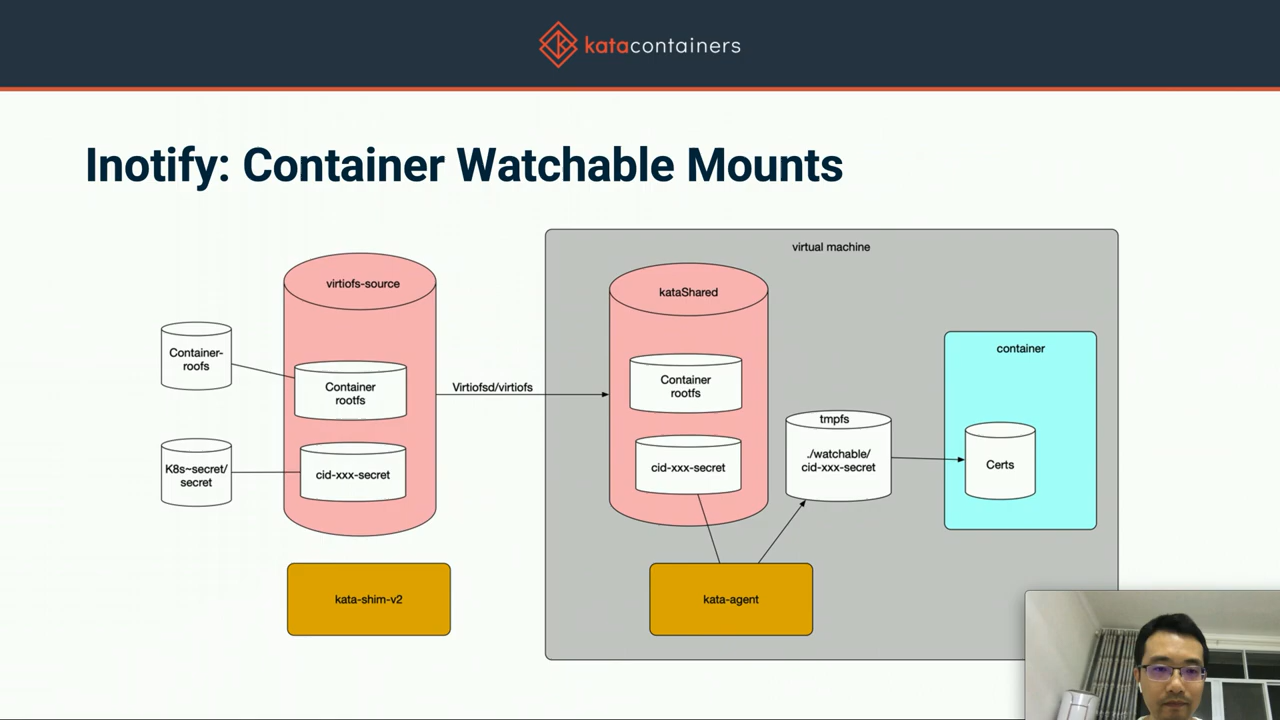 katacontainers
Inotify: Container Watchable Mounts
virtual machine
virtiofs-source
kataShared
Container-
roofs
Container
rootfs
Virtiofsd/virtiofs
Container
rootfs
container
tmpfs
./watchable/
cid-xxx-secret
K8s~secret/
secret
cid-xxx-secret
cid-xxx-secret
Certs
kata-shim-v2
kata-agent